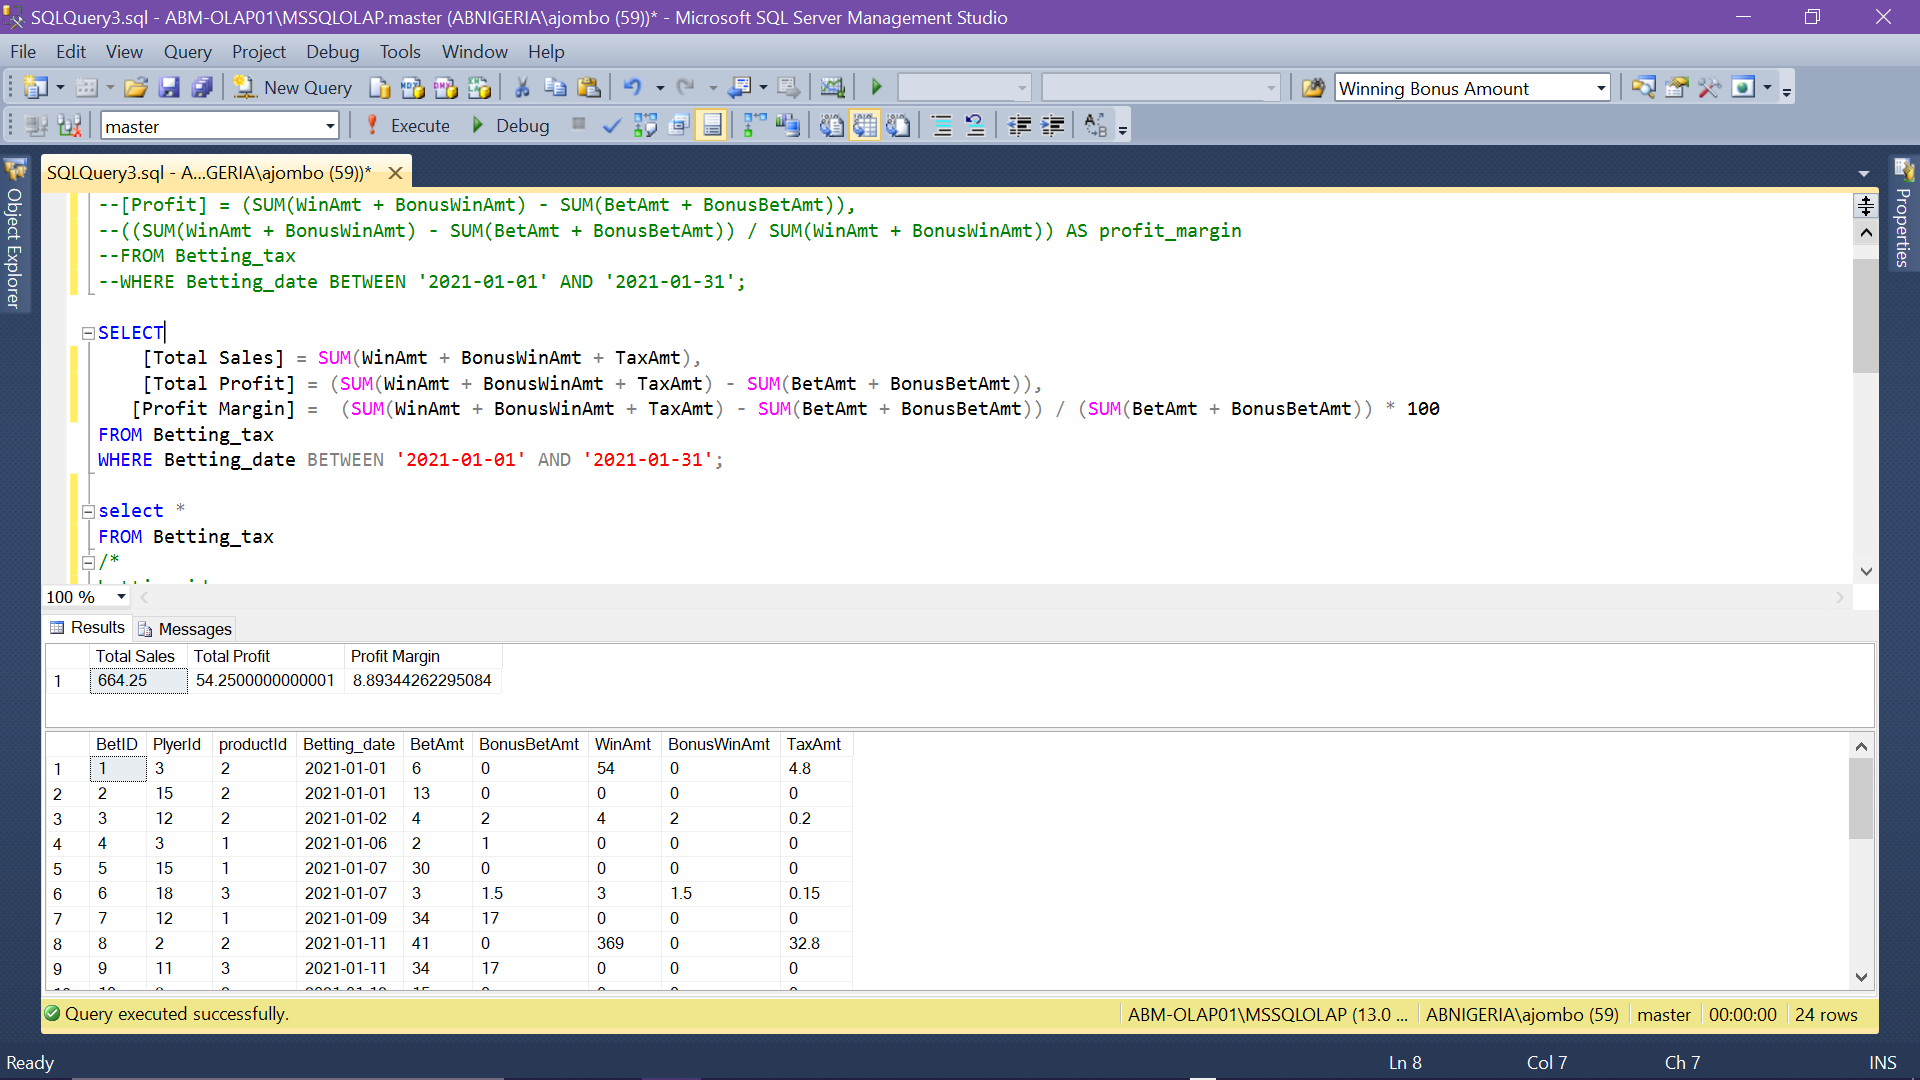 SQLQuery3.sql - ABM-OLAP01\MSSQLOLAP.master (ABNIGERIA\ajombo (59))* - Microsoft SQL Server Management Studio
File Edit View Query Project Debug Tools Window Help
New Query Winning Bonus Amount
master Execute Debug
SQLQuery3.sql - A...GERIA\ajombo (59))*
Object Explorer
Properties
--[Profit] = (SUM(WinAmt + BonusWinAmt) - SUM(BetAmt + BonusBetAmt)),
--((SUM(WinAmt + BonusWinAmt) - SUM(BetAmt + BonusBetAmt)) / SUM(WinAmt + BonusWinAmt)) AS profit_margin
--FROM Betting_tax
--WHERE Betting_date BETWEEN '2021-01-01' AND '2021-01-31';
SELECT
[Total Sales] = SUM(WinAmt + BonusWinAmt + TaxAmt),
[Total Profit] = (SUM(WinAmt + BonusWinAmt + TaxAmt) - SUM(BetAmt + BonusBetAmt)),
[Profit Margin] = (SUM(WinAmt + BonusWinAmt + TaxAmt) - SUM(BetAmt + BonusBetAmt)) / (SUM(BetAmt + BonusBetAmt)) * 100
FROM Betting_tax
WHERE Betting_date BETWEEN '2021-01-01' AND '2021-01-31';
select *
FROM Betting_tax
/*
100 %
Results Messages
Total Sales Total Profit Profit Margin
1 664.25 54.2500000000001 8.89344262295084
BetID PlyerId productId Betting_date BetAmt BonusBetAmt WinAmt BonusWinAmt TaxAmt
1 1 3 2 2021-01-01 6 0 54 0 4.8
2 2 15 2 2021-01-01 13 0 0 0 0
3 3 12 2 2021-01-02 4 2 4 2 0.2
4 4 3 1 2021-01-06 2 1 0 0 0
5 5 15 1 2021-01-07 30 0 0 0 0
6 6 18 3 2021-01-07 3 1.5 3 1.5 0.15
7 7 12 1 2021-01-09 34 17 0 0 0
8 8 2 2 2021-01-11 41 0 369 0 32.8
9 9 11 3 2021-01-11 34 17 0 0 0
Query executed successfully. ABM-OLAP01\MSSQLOLAP (13.0 ... ABNIGERIA\ajombo (59) master 00:00:00 24 rows
Ready Ln 8 Col 7 Ch 7 INS